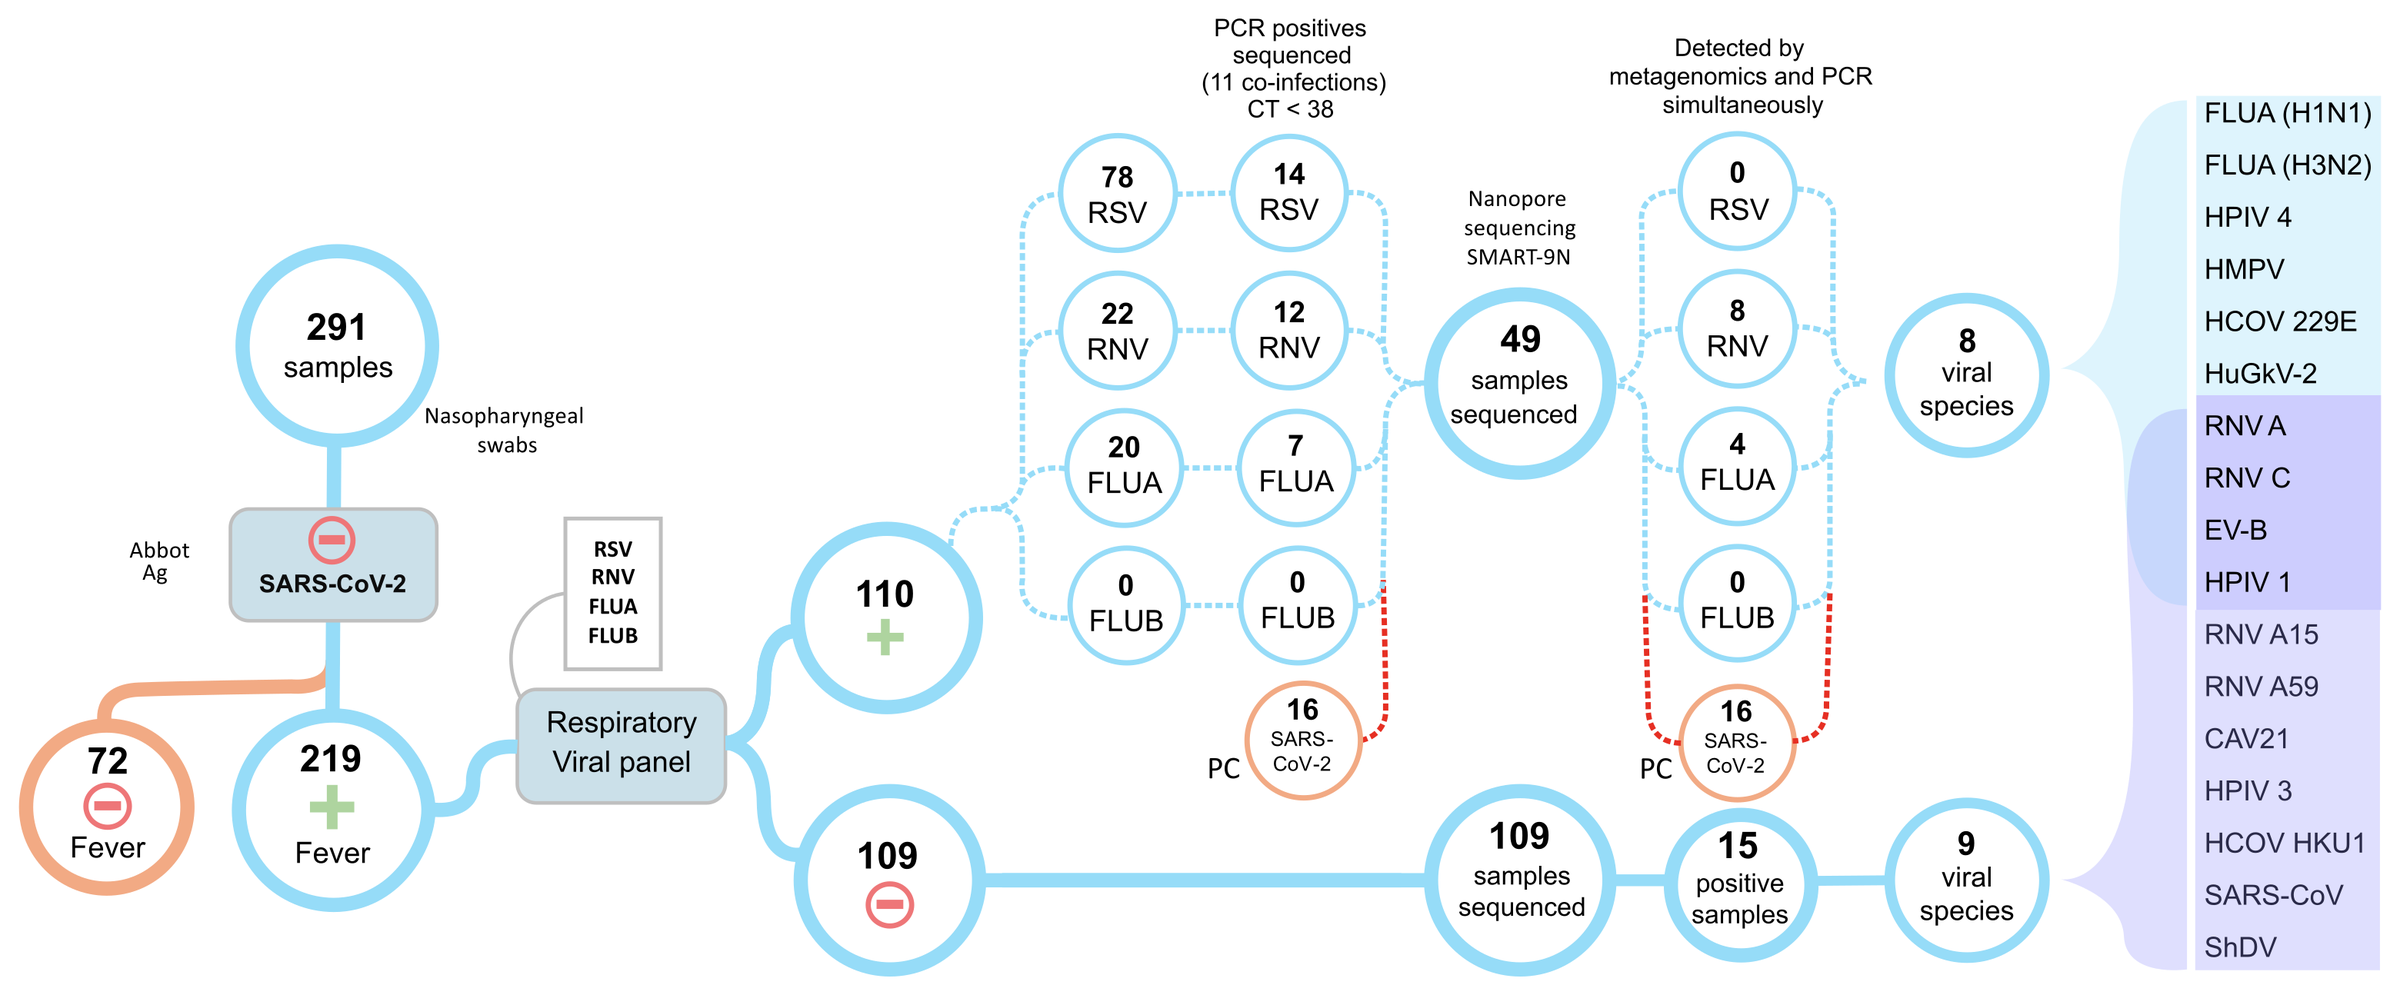 291
samples
Nasopharyngeal
swabs
Abbot
Ag
SARS-CoV-2
72
Fever
219
Fever
RSV
RNV
FLUA
FLUB
Respiratory
Viral panel
110
109
PCR positives
sequenced
(11 co-infections)
CT < 38
78
RSV
14
RSV
22
RNV
12
RNV
20
FLUA
7
FLUA
0
FLUB
0
FLUB
16
SARS-
CoV-2
PC
Nanopore
sequencing
SMART-9N
49
samples
sequenced
Detected by
metagenomics and PCR
simultaneously
0
RSV
8
RNV
4
FLUA
0
FLUB
16
SARS-
CoV-2
PC
109
samples
sequenced
15
positive
samples
8
viral
species
9
viral
species
FLUA (H1N1)
FLUA (H3N2)
HPIV 4
HMPV
HCOV 229E
HuGkV-2
RNV A
RNV C
EV-B
HPIV 1
RNV A15
RNV A59
CAV21
HPIV 3
HCOV HKU1
SARS-CoV
ShDV